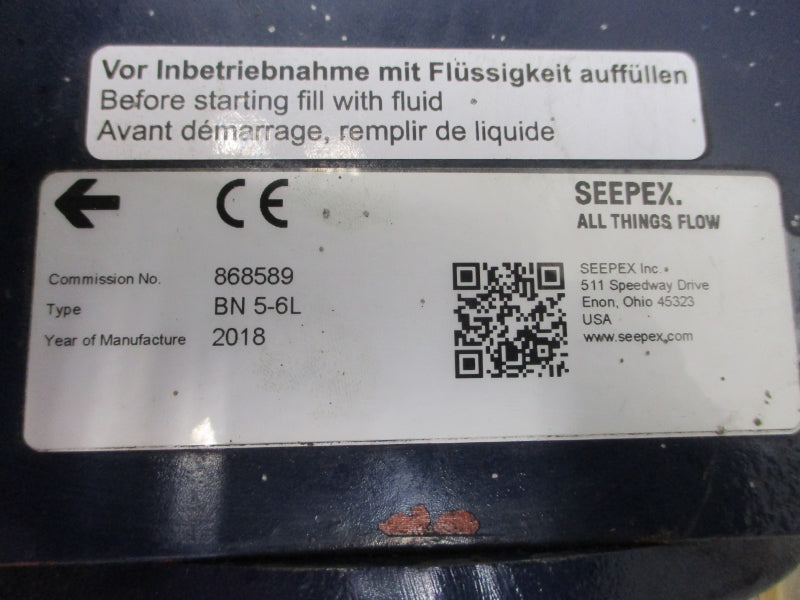 Vor Inbetriebnahme mit Flüssigkeit auffüllen
Before starting fill with fluid
Avant démarrage, remplir de liquide
CE
SEEPEX.
ALL THINGS FLOW
Commission No. 868589
Type BN 5-6L
Year of Manufacture 2018
SEEPEX Inc.
511 Speedway Drive
Enon, Ohio 45323
USA
www.seepex.com